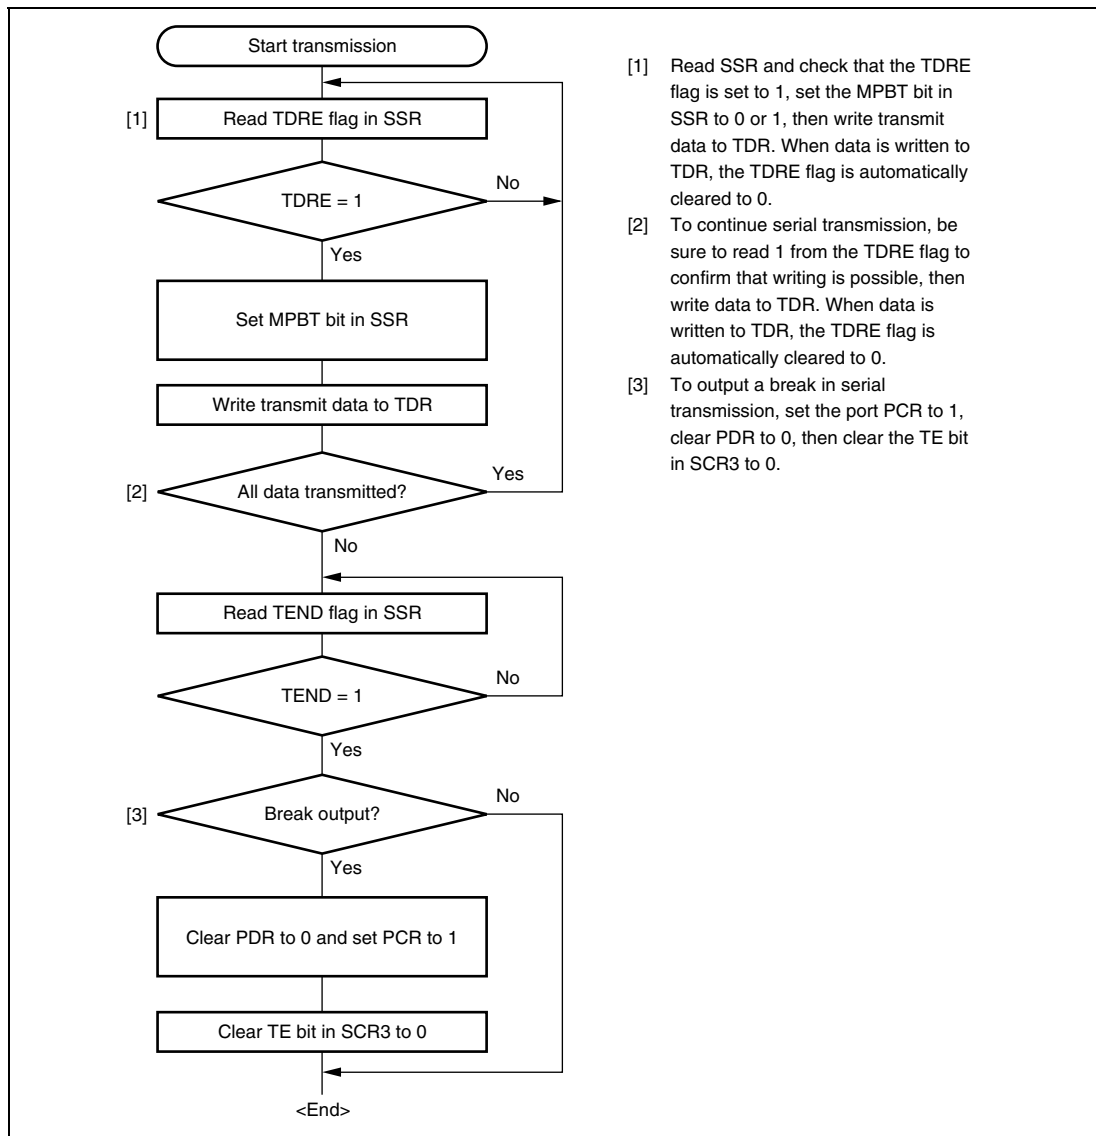 Start transmission
[1]
Read TDRE flag in SSR
TDRE = 1
No
Yes
Set MPBT bit in SSR
Write transmit data to TDR
[2]
All data transmitted?
Yes
No
Read TEND flag in SSR
TEND = 1
No
Yes
[3]
Break output?
No
Yes
Clear PDR to 0 and set PCR to 1
Clear TE bit in SCR3 to 0
<End>
[1] Read SSR and check that the TDRE
flag is set to 1, set the MPBT bit in
SSR to 0 or 1, then write transmit
data to TDR. When data is written to
TDR, the TDRE flag is automatically
cleared to 0.
[2] To continue serial transmission, be
sure to read 1 from the TDRE flag to
confirm that writing is possible, then
write data to TDR. When data is
written to TDR, the TDRE flag is
automatically cleared to 0.
[3] To output a break in serial
transmission, set the port PCR to 1,
clear PDR to 0, then clear the TE bit
in SCR3 to 0.